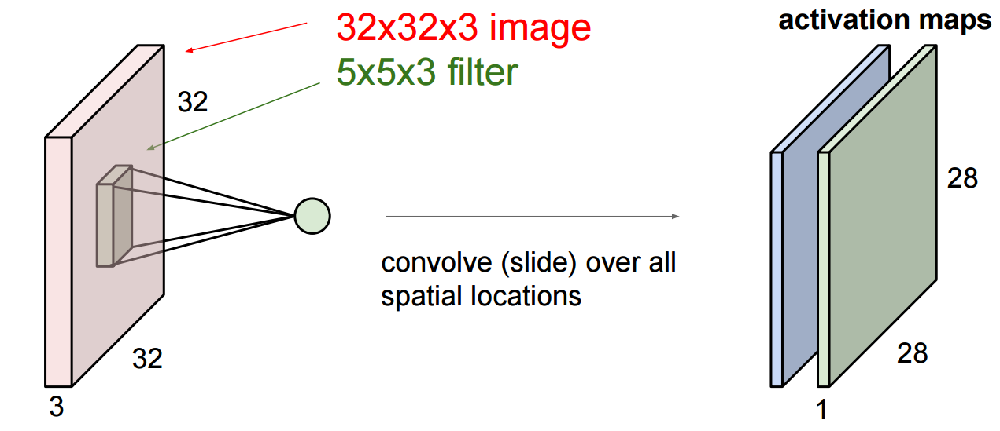 32x32x3 image
5x5x3 filter
32
32
3
convolve (slide) over all
spatial locations
activation maps
28
28
1